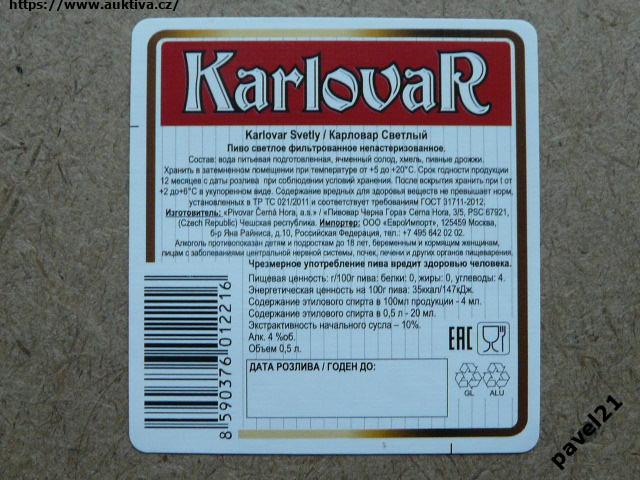 https://www.auktiva.cz/
KarlovaR
Karlovar Svetly / Карловар Светлый
Пиво светлое фильтрованное непастеризованное.
Состав: вода питьевая подготовленная, ячменный солод, хмель, пивные дрожжи.
Хранить в затемненном помещении при температуре от +5 до +20°С. Срок годности продукции
12 месяцев с даты розлива при соблюдении условий хранения. После вскрытия хранить при t от
+2 до+6°С в укупоренном виде. Содержание вредных для здоровья веществ не превышает норм,
установленных в ТР ТС 021/2011 и соответствует требованиям ГОСТ 31711-2012.
Изготовитель: «Pivovar Černá Hora, a.s.» / «Пивовар Черна Гора» Cerna Hora, 3/5, PSC 67921,
(Czech Republic) Чешская республика. Импортер: ООО «ЕвроИмпорт», 125459 Москва,
б-р Яна Райниса, д.10, Российская Федерация, тел.: +7 495 642 02 02.
Алкоголь противопоказан детям и подросткам до 18 лет, беременным и кормящим женщинам,
лицам с заболеваниями центральной нервной системы, почек, печени и других органов пищеварения.
Чрезмерное употребление пива вредит здоровью человека.
Пищевая ценность: г/100г пива: белки: 0, жиры: 0, углеводы: 4.
Энергетическая ценность на 100г пива: 35ккал/147кДж.
Содержание этилового спирта в 100мл продукции - 4 мл.
Содержание этилового спирта в 0,5 л - 20 мл.
Экстрактивность начального сусла – 10%.
Алк. 4 %об.
Объем 0,5 л.
EAC
ДАТА РОЗЛИВА / ГОДЕН ДО:
GL ALU
8 590376 012216
pavel21